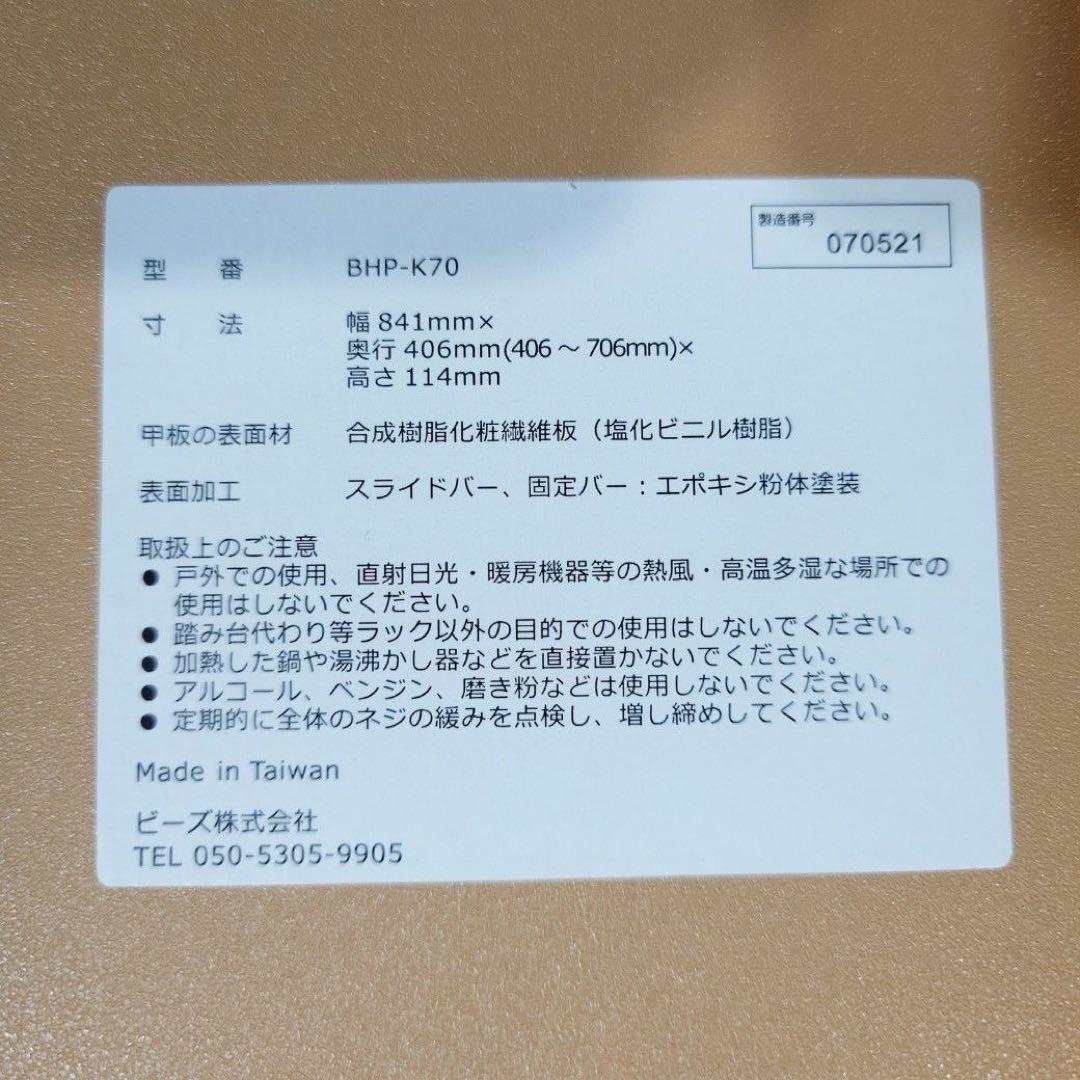 製造番号
070521
型 番 BHP-K70
寸 法 幅 841mm×
奥行 406mm(406 ～ 706mm)×
高さ 114mm
甲板の表面材 合成樹脂化粧繊維板（塩化ビニル樹脂）
表面加工 スライドバー、固定バー：エポキシ粉体塗装
取扱上のご注意
● 戸外での使用、直射日光・暖房機器等の熱風・高温多湿な場所での
使用はしないでください。
● 踏み台代わり等ラック以外の目的での使用はしないでください。
● 加熱した鍋や湯沸かし器などを直接置かないでください。
● アルコール、ベンジン、磨き粉などは使用しないでください。
● 定期的に全体のネジの緩みを点検し、増し締めしてください。
Made in Taiwan
ビーズ株式会社
TEL 050-5305-9905